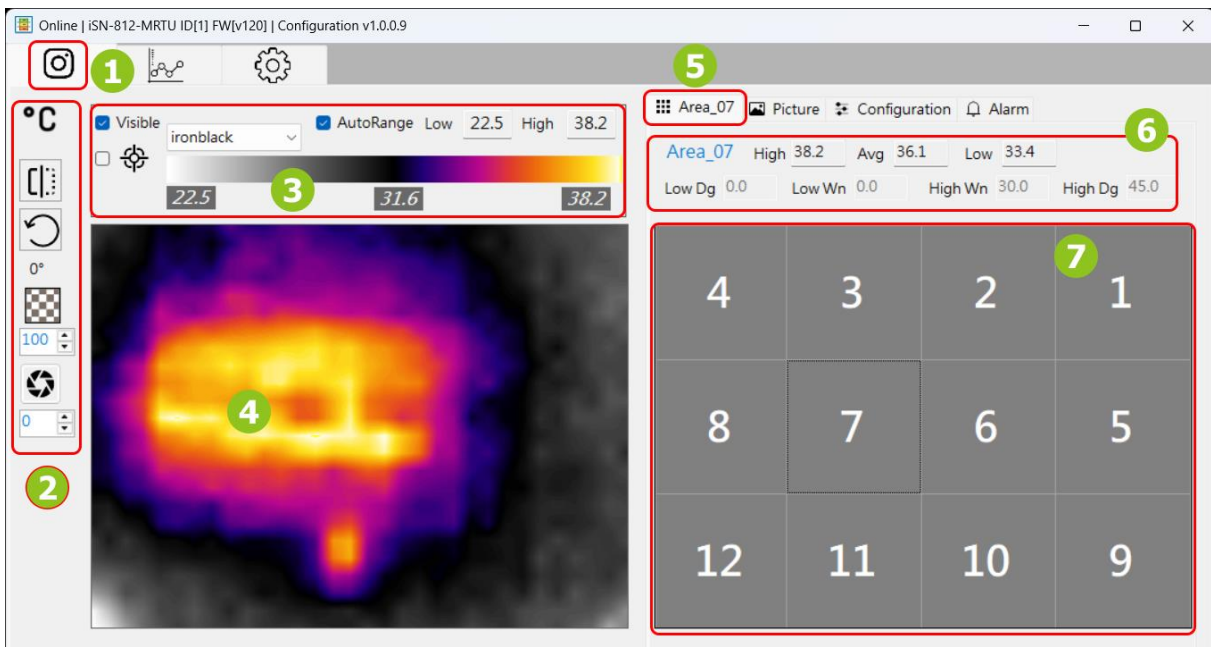 Online | iSN-812-MRTU ID[1] FW[v120] | Configuration v1.0.0.9
1
5
°C
Visible
ironblack
AutoRange Low 22.5 High 38.2
3
22.5 31.6 38.2
0°
100
0
2
4
Area_07 Picture Configuration Alarm
6
Area_07 High 38.2 Avg 36.1 Low 33.4
Low Dg 0.0 Low Wn 0.0 High Wn 30.0 High Dg 45.0
7
4 3 2 1
8 7 6 5
12 11 10 9